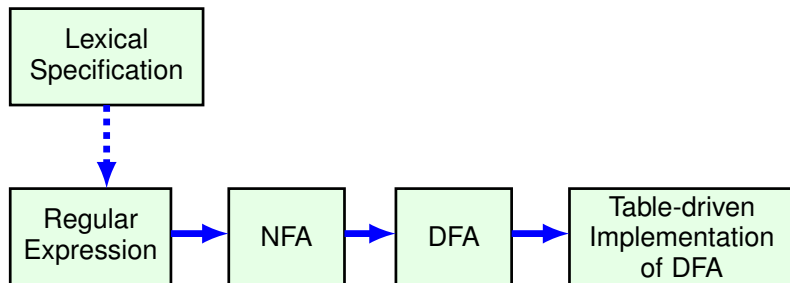 Lexical
Specification
Regular
Expression
NFA
DFA
Table-driven
Implementation
of DFA